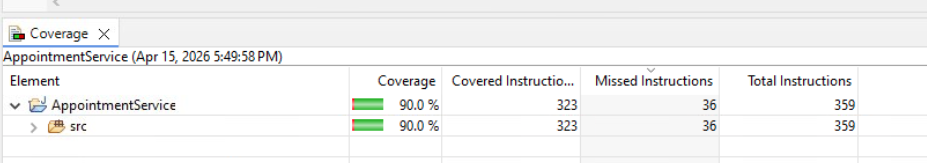 Coverage
AppointmentService (Apr 15, 2026 5:49:58 PM)
Element Coverage Covered Instructio... Missed Instructions Total Instructions
AppointmentService 90.0 % 323 36 359
src 90.0 % 323 36 359